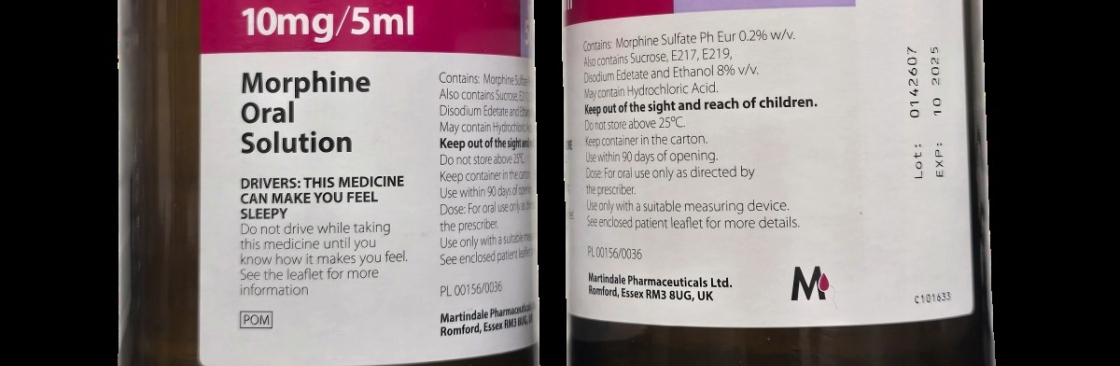 10mg/5ml
Morphine
Oral
Solution
DRIVERS: THIS MEDICINE
CAN MAKE YOU FEEL
SLEEPY
Do not drive while taking
this medicine until you
know how it makes you feel.
See the leaflet for more
information
POM
Contains: Morphine
Also contains Sucrose,
Disodium Edetate and
May contain
Keep out of the sight
Do not store above 25°C.
Keep container in the
Use within 90 days of
Dose: For oral use only
the prescriber.
Use only with a suitable
See enclosed patient
PL 00156/0036
Martindale
Romford, Essex RM3
Contains: Morphine Sulfate Ph Eur 0.2% w/v.
Also contains Sucrose, E217, E219,
Disodium Edetate and Ethanol 8% v/v.
May contain Hydrochloric Acid.
Keep out of the sight and reach of children.
Do not store above 25°C.
Keep container in the carton.
Use within 90 days of opening.
Dose: For oral use only as directed by
the prescriber.
Use only with a suitable measuring device.
See enclosed patient leaflet for more details.
PL 00156/0036
Martindale Pharmaceuticals Ltd.
Romford, Essex RM3 8UG, UK
M
Lot: 0142607
EXP: 10 2025
C101633